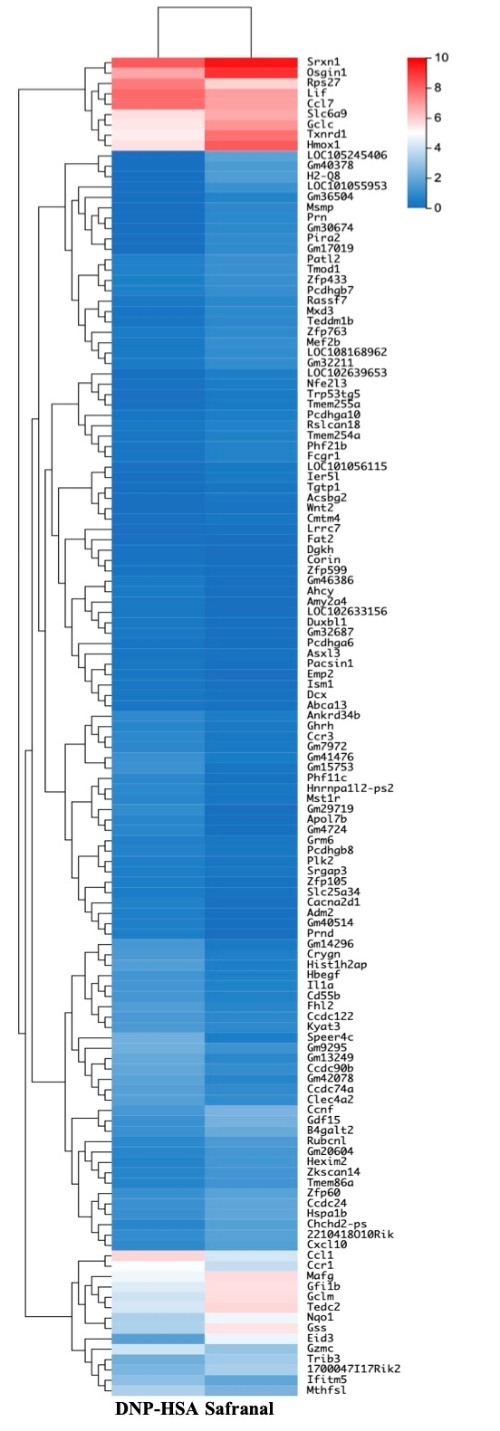 Srxn1
Osgin1
Rps27
Lif
Ccl7
Slc6a9
Gclc
Txnrd1
Hmox1
LOC105245406
Gm40378
H2-Q8
LOC101055953
Gm36504
Msmp
Prn
Gm30674
Pira2
Gm17019
Patl2
Tmod1
Zfp433
Pcdhgb7
Rassf7
Mxd3
Teddm1b
Zfp763
Mef2b
LOC108168962
Gm32211
LOC102639653
Nfe2l3
Trp53tg5
Tmem255a
Pcdhga10
Rslcan18
Tmem254a
Phf21b
Fcgr1
LOC101056115
Ier5l
Tgtp1
Acsbg2
Wnt2
Cmtm4
Lrrc7
Fat2
Dgkh
Corin
Zfp599
Gm46386
Ahcy
Amy2a4
LOC102633156
Duxbl1
Gm32687
Pcdhga6
Asxl3
Pacsin1
Emp2
Ism1
Dcx
Abca13
Ankrd34b
Ghrh
Ccr3
Gm7972
Gm41476
Gm15753
Phf11c
Hnrnpa1l2-ps2
Mst1r
Gm29719
Apol7b
Gm4724
Grm6
Pcdhgb8
Plk2
Srgap3
Zfp105
Slc25a34
Cacna2d1
Adm2
Gm40514
Prnd
Gm14296
Crygn
Hist1h2ap
Hbegf
Il1a
Cd55b
Fhl2
Ccdc122
Kyat3
Speer4c
Gm9295
Gm13249
Ccdc90b
Gm42078
Ccdc74a
Clec4a2
Ccnf
Gdf15
B4galt2
Rubcnl
Gm20604
Hexim2
Zkscan14
Tmem86a
Zfp60
Ccdc24
Hspa1b
Chchd2-ps
2210418O10Rik
Cxcl10
Ccl1
Ccr1
Mafg
Gfi1b
Gclm
Tedc2
Nqo1
Gss
Eid3
Gzmc
Trib3
1700047I17Rik2
Ifitm5
Mthfsl
10
8
6
4
2
0
DNP-HSA Safranal